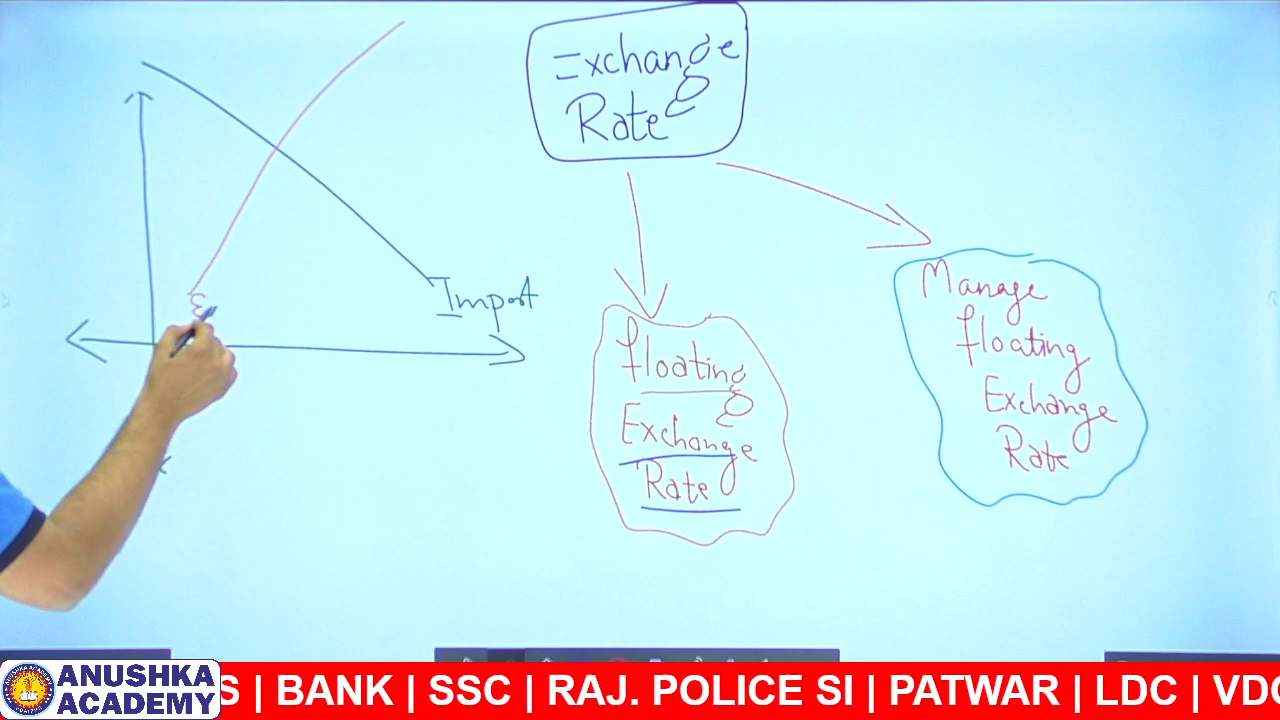 Exchange
Rate
Import
floating
Exchange
Rate
Manage
floating
Exchange
Rate
ANUSHKA
ACADEMY
S | BANK | SSC | RAJ. POLICE SI | PATWAR | LDC | VDO